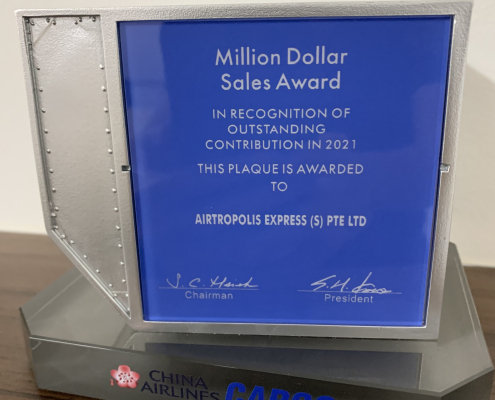 Million Dollar
Sales Award
IN RECOGNITION OF
OUTSTANDING
CONTRIBUTION IN 2021
THIS PLAQUE IS AWARDED
TO
AIRTROPOLIS EXPRESS (S) PTE LTD
Chairman
President
CHINA
AIRLINES